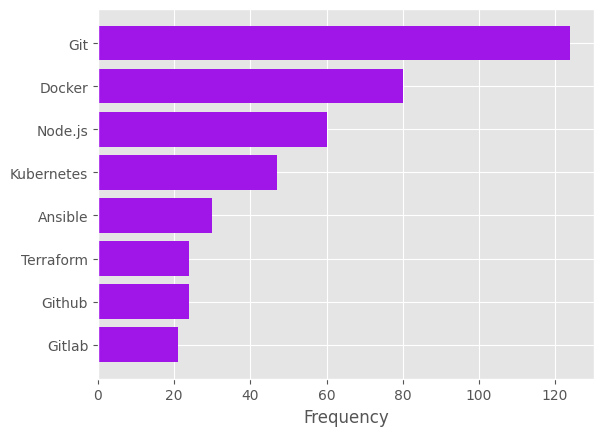 Git
Docker
Node.js
Kubernetes
Ansible
Terraform
Github
Gitlab
0 20 40 60 80 100 120
Frequency